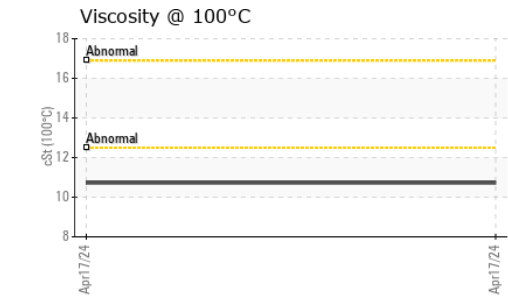 Viscosity @ 100°C
cSt (100°C)
18
Abnormal
16
14
Abnormal
12
10
8
Apr17/24
Apr17/24